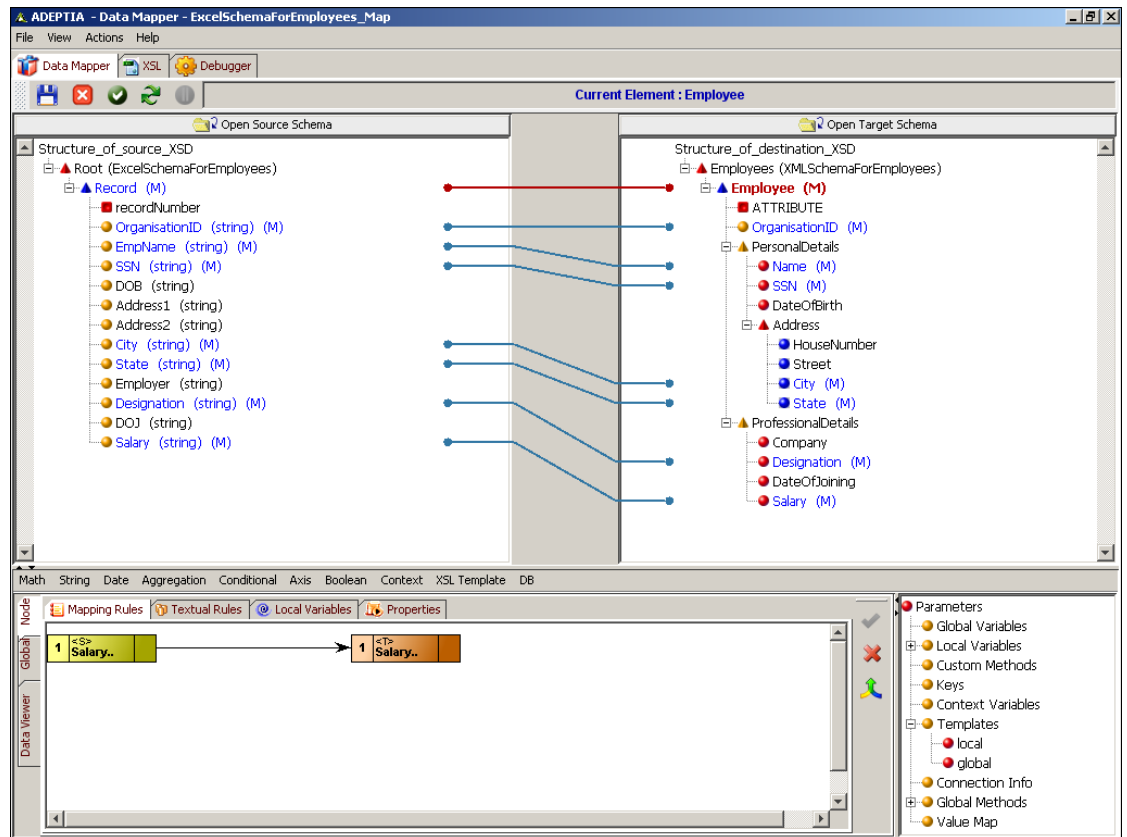 ADEPTIA - Data Mapper - ExcelSchemaForEmployees_Map
File View Actions Help
Data Mapper XSL Debugger
Current Element : Employee
Open Source Schema
Structure_of_source_XSD
Root (ExcelSchemaForEmployees)
Record (M)
recordNumber
OrganisationID (string) (M)
EmpName (string) (M)
SSN (string) (M)
DOB (string)
Address1 (string)
Address2 (string)
City (string) (M)
State (string) (M)
Employer (string)
Designation (string) (M)
DOJ (string)
Salary (string) (M)
Open Target Schema
Structure_of_destination_XSD
Employees (XMLSchemaForEmployees)
Employee (M)
ATTRIBUTE
OrganisationID (M)
PersonalDetails
Name (M)
SSN (M)
DateOfBirth
Address
HouseNumber
Street
City (M)
State (M)
ProfessionalDetails
Company
Designation (M)
DateOfJoining
Salary (M)
Math String Date Aggregation Conditional Axis Boolean Context XSL Template DB
Node
Global
Data Viewer
Mapping Rules Textual Rules Local Variables Properties
1 <S> Salary..
1 <T> Salary..
Parameters
Global Variables
Local Variables
Custom Methods
Keys
Context Variables
Templates
local
global
Connection Info
Global Methods
Value Map